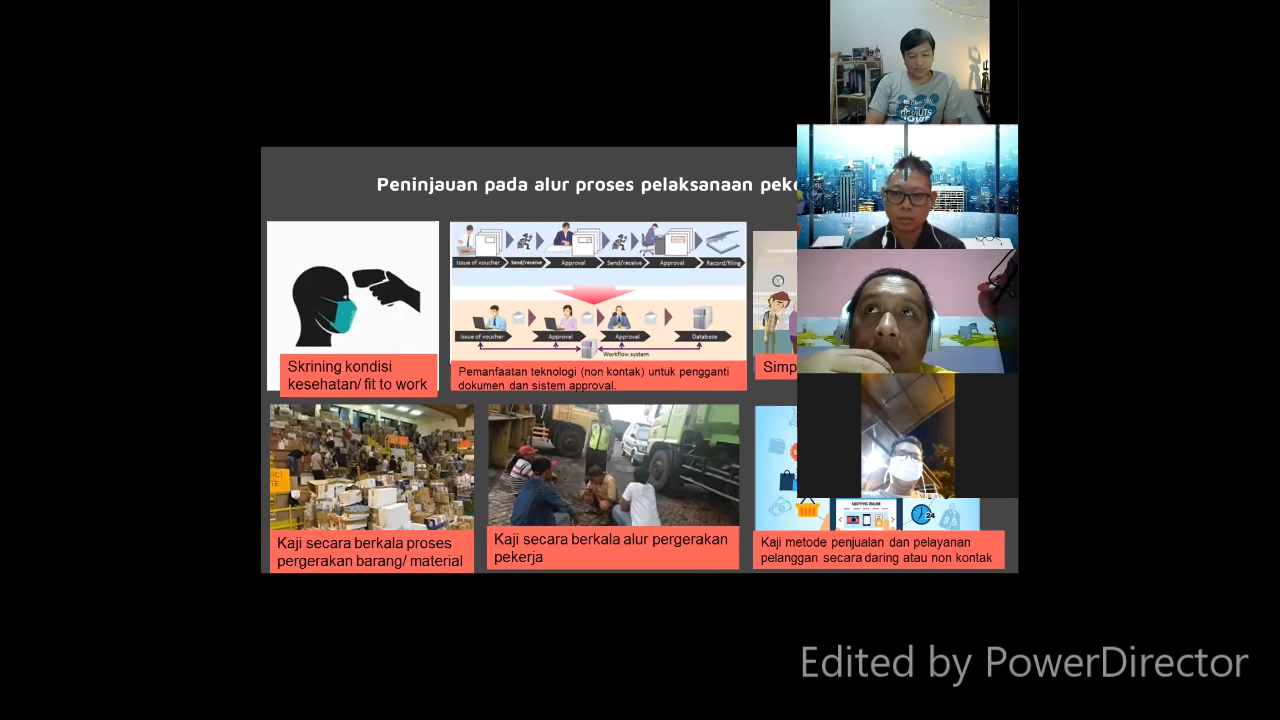 Peninjauan pada alur proses pelaksanaan peke
Issue of voucher
Send/receive
Approval
Send/receive
Approval
Record/filing
Issue of voucher
Approval
Approval
Database
Workflow system
Skrining kondisi
kesehatan/ fit to work
Pemanfaatan teknologi (non kontak) untuk pengganti
dokumen dan sistem approval.
Simp
Kaji secara berkala proses
pergerakan barang/ material
Kaji secara berkala alur pergerakan
pekerja
SHOPPING ONLINE
24
Kaji metode penjualan dan pelayanan
pelanggan secara daring atau non kontak
Edited by PowerDirector